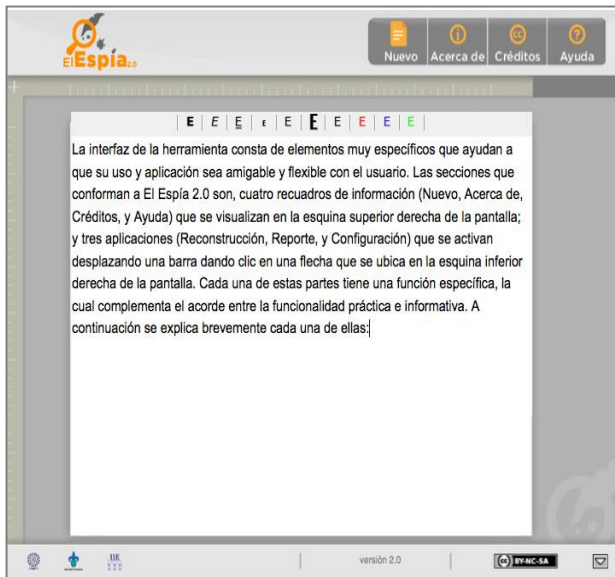 El Espía 2.0
Nuevo
Acerca de
Créditos
Ayuda
E | E | E | E | E | E | E | E | E | E
La interfaz de la herramienta consta de elementos muy específicos que ayudan a
que su uso y aplicación sea amigable y flexible con el usuario. Las secciones que
conforman a El Espía 2.0 son, cuatro recuadros de información (Nuevo, Acerca de,
Créditos, y Ayuda) que se visualizan en la esquina superior derecha de la pantalla;
y tres aplicaciones (Reconstrucción, Reporte, y Configuración) que se activan
desplazando una barra dando clic en una flecha que se ubica en la esquina inferior
derecha de la pantalla. Cada una de estas partes tiene una función específica, la
cual complementa el acorde entre la funcionalidad práctica e informativa. A
continuación se explica brevemente cada una de ellas:
IIE
versión 2.0
cc BY-NC-SA